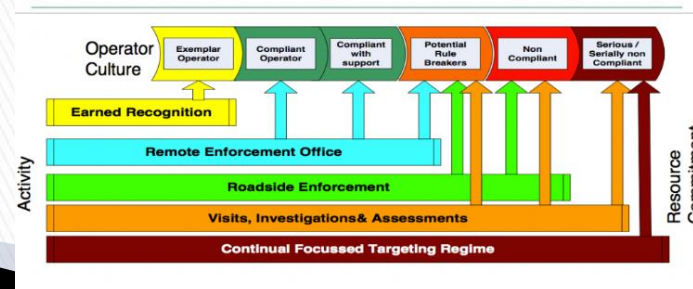 Operator
Culture
Exemplar
Operator
Compliant
Operator
Compliant
with
support
Potential
Rule
Breakers
Non
Compliant
Serious /
Serially non
Compliant
Earned Recognition
Remote Enforcement Office
Roadside Enforcement
Visits, Investigations& Assessments
Continual Focussed Targeting Regime
Activity
Resource